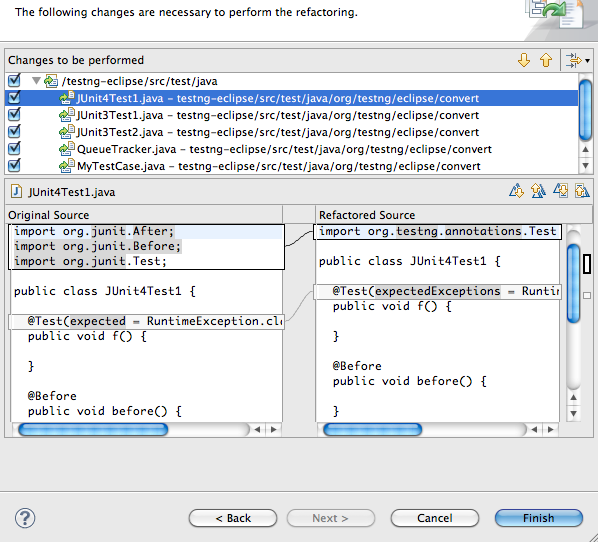 The following changes are necessary to perform the refactoring.
Changes to be performed
/testng-eclipse/src/test/java
JUnit4Test1.java – testng-eclipse/src/test/java/org/testng/eclipse/convert
JUnit3Test1.java – testng-eclipse/src/test/java/org/testng/eclipse/convert
JUnit3Test2.java – testng-eclipse/src/test/java/org/testng/eclipse/convert
QueueTracker.java – testng-eclipse/src/test/java/org/testng/eclipse/convert
MyTestCase.java – testng-eclipse/src/test/java/org/testng/eclipse/convert
JUnit4Test1.java
Original Source
import org.junit.After;
import org.junit.Before;
import org.junit.Test;
public class JUnit4Test1 {
@Test(expected = RuntimeException.cl
public void f() {
}
@Before
public void before() {
Refactored Source
import org.testng.annotations.Test
public class JUnit4Test1 {
@Test(expectedExceptions = Runti
public void f() {
}
@Before
public void before() {
}
?
< Back
Next >
Cancel
Finish